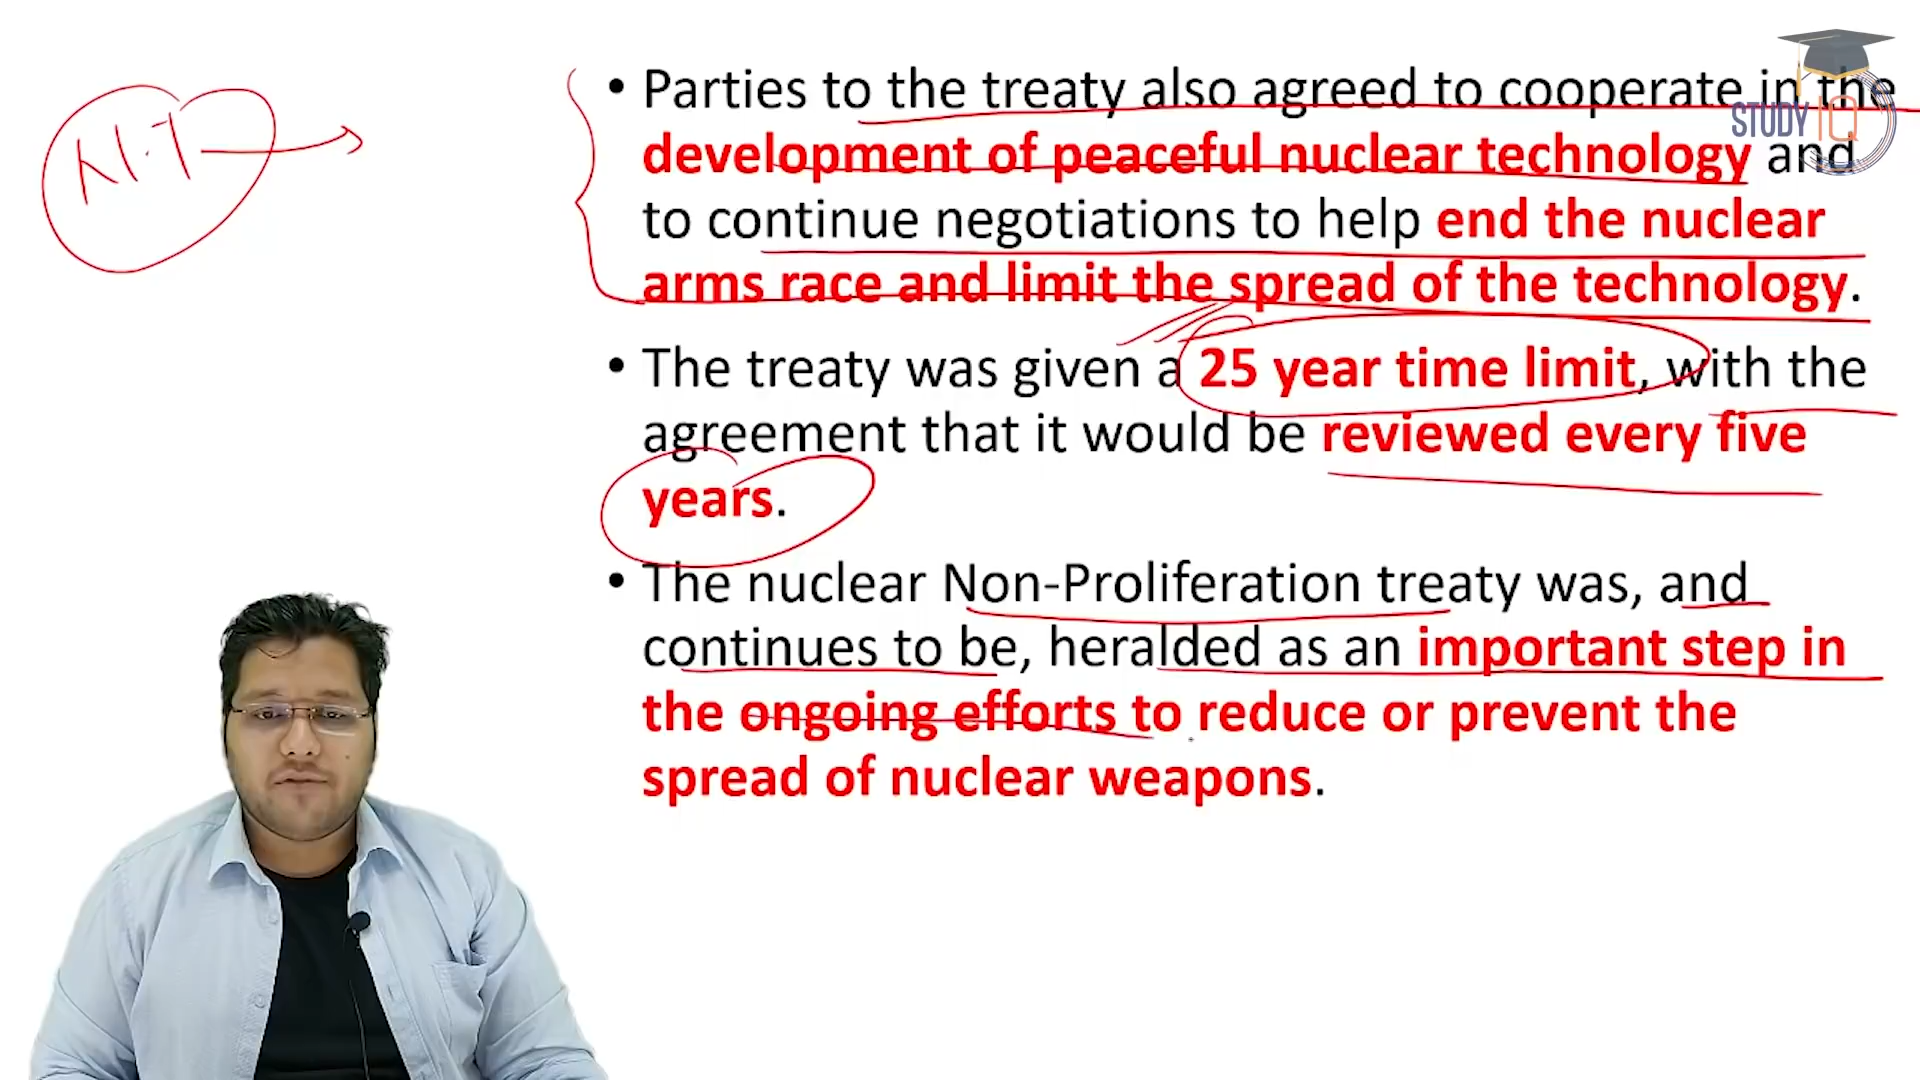 N.T
• Parties to the treaty also agreed to cooperate in the
development of peaceful nuclear technology and
to continue negotiations to help end the nuclear
arms race and limit the spread of the technology.
• The treaty was given a 25 year time limit, with the
agreement that it would be reviewed every five
years.
• The nuclear Non-Proliferation treaty was, and
continues to be, heralded as an important step in
the ongoing efforts to reduce or prevent the
spread of nuclear weapons.
STUDY IQ